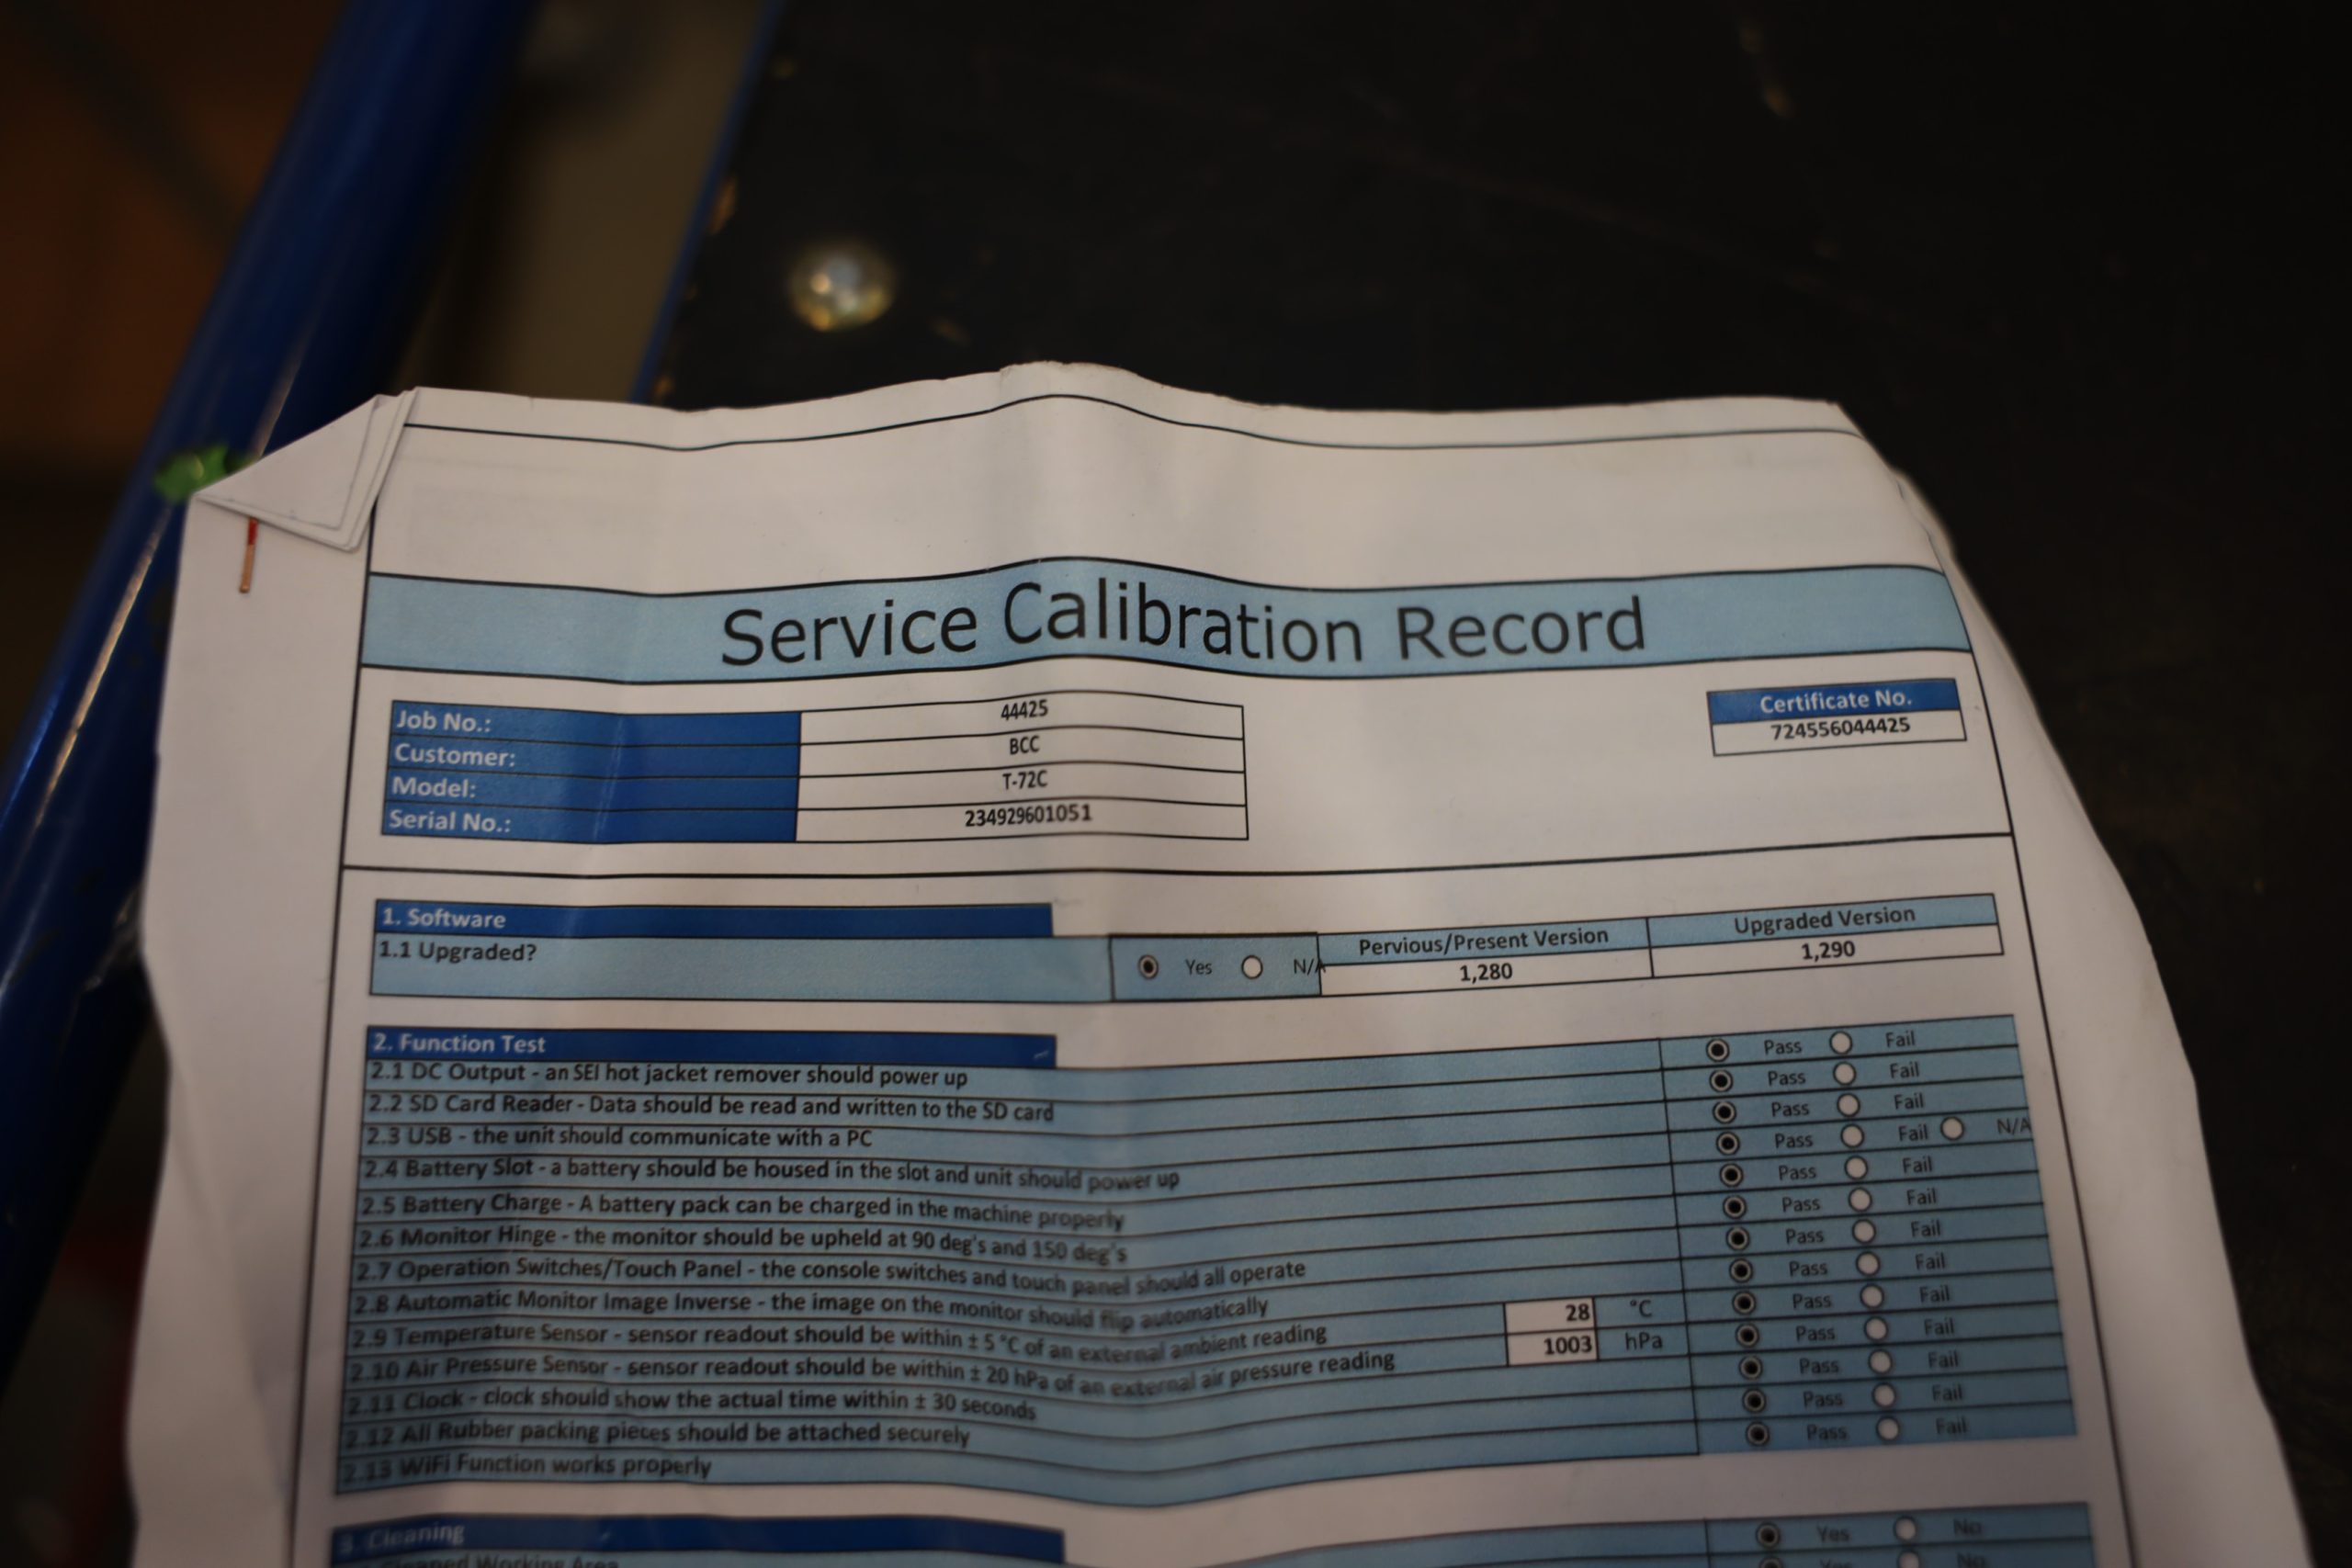 Service Calibration Record
Job No.: 44425
Customer: BCC
Model: T-72C
Serial No.: 234929601051
Certificate No.
724556044425
1. Software
1.1 Upgraded? Yes N/A
Pervious/Present Version Upgraded Version
1,280 1,290
2. Function Test
2.1 DC Output - an SEI hot jacket remover should power up Pass Fail
2.2 SD Card Reader - Data should be read and written to the SD card Pass Fail
2.3 USB - the unit should communicate with a PC Pass Fail
2.4 Battery Slot - a battery should be housed in the slot and unit should power up Pass Fail N/A
2.5 Battery Charge - A battery pack can be charged in the machine properly Pass Fail
2.6 Monitor Hinge - the monitor should be upheld at 90 deg's and 150 deg's Pass Fail
2.7 Operation Switches/Touch Panel - the console switches and touch panel should all operate Pass Fail
2.8 Automatic Monitor Image Inverse - the image on the monitor should flip automatically Pass Fail
2.9 Temperature Sensor - sensor readout should be within ± 5 °C of an external ambient reading 28 °C Pass Fail
2.10 Air Pressure Sensor - sensor readout should be within ± 20 hPa of an external air pressure reading 1003 hPa Pass Fail
2.11 Clock - clock should show the actual time within ± 30 seconds Pass Fail
2.12 All Rubber packing pieces should be attached securely Pass Fail
2.13 WiFi Function works properly Pass Fail
3. Cleaning Yes No
Cleaned Working Area Yes No